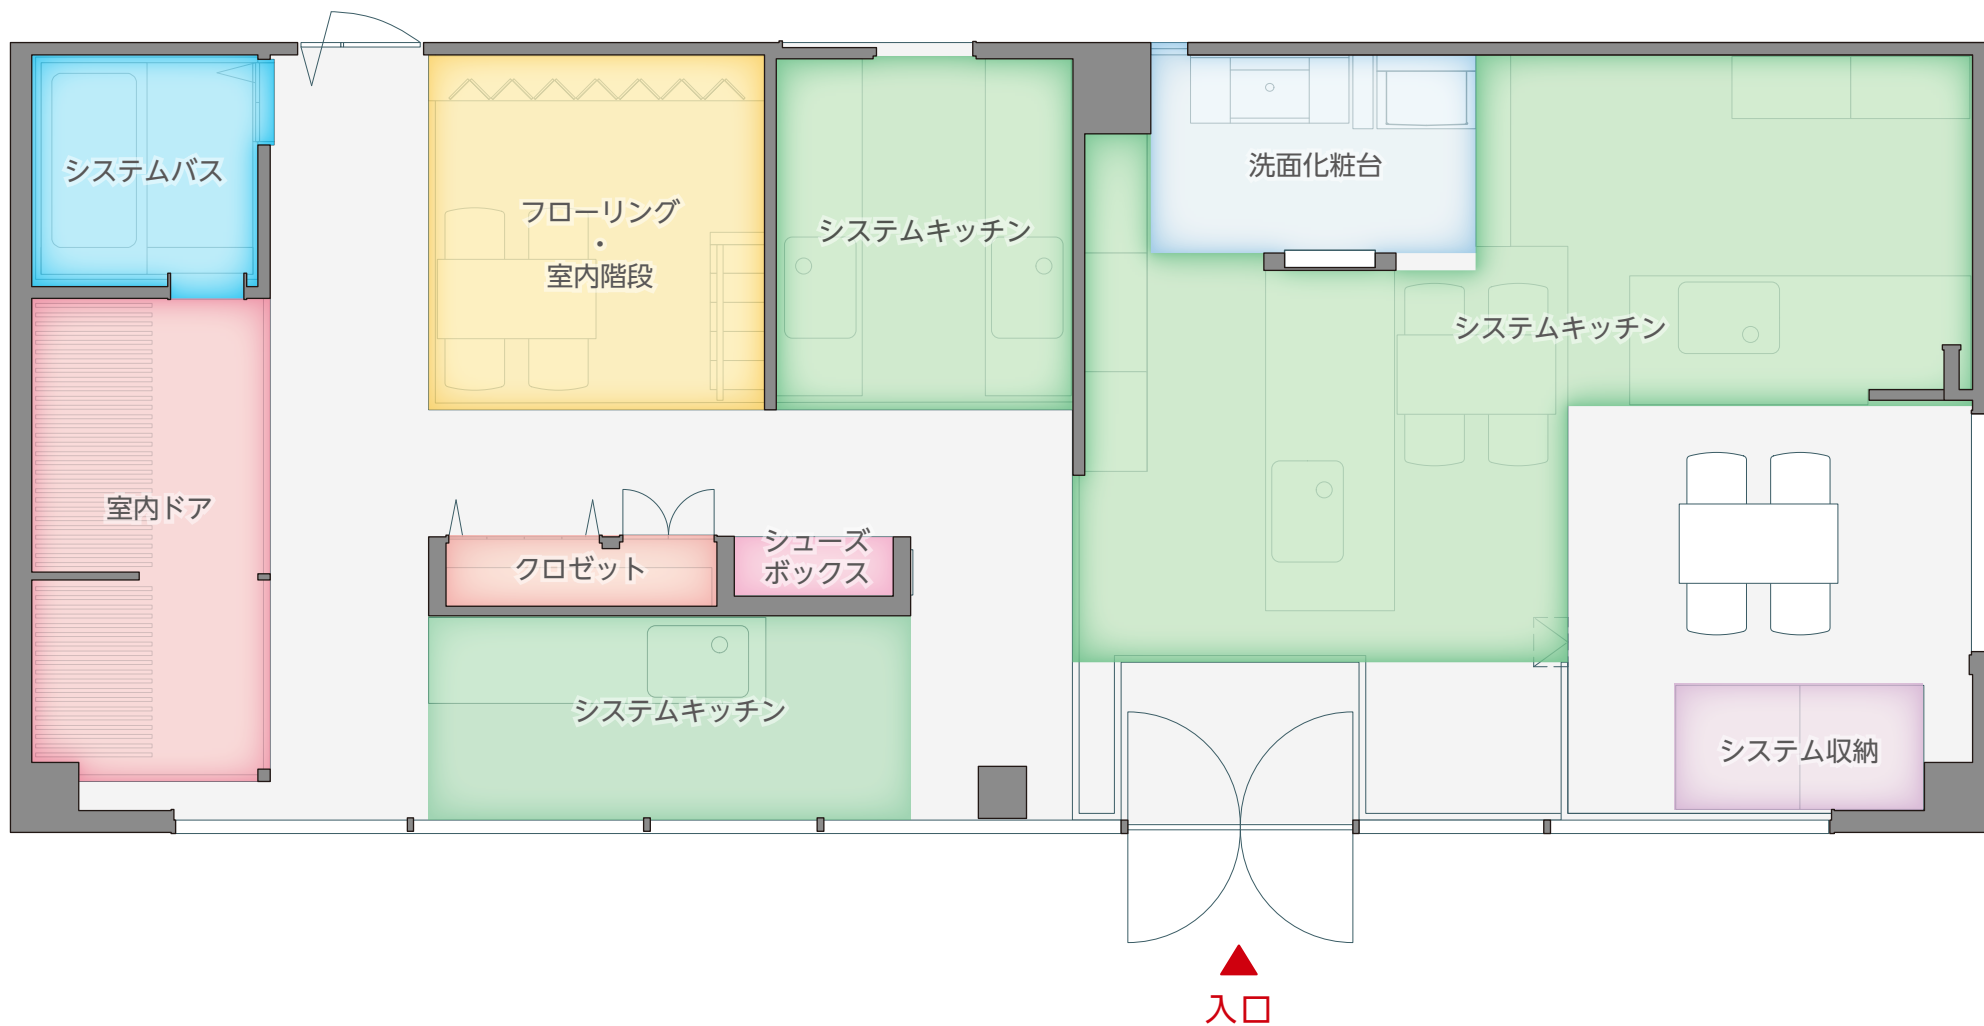 システムバス
フローリング
・
室内階段
システムキッチン
洗面化粧台
システムキッチン
室内ドア
クロゼット
シューズ
ボックス
システムキッチン
システム収納
入口